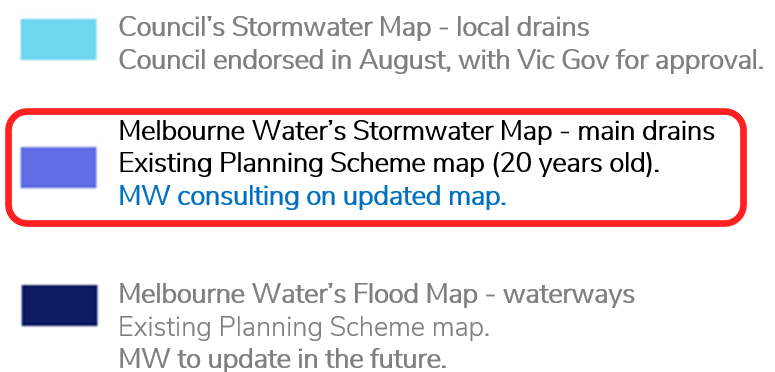 Council’s Stormwater Map - local drains
Council endorsed in August, with Vic Gov for approval.
Melbourne Water’s Stormwater Map - main drains
Existing Planning Scheme map (20 years old).
MW consulting on updated map.
Melbourne Water’s Flood Map - waterways
Existing Planning Scheme map.
MW to update in the future.